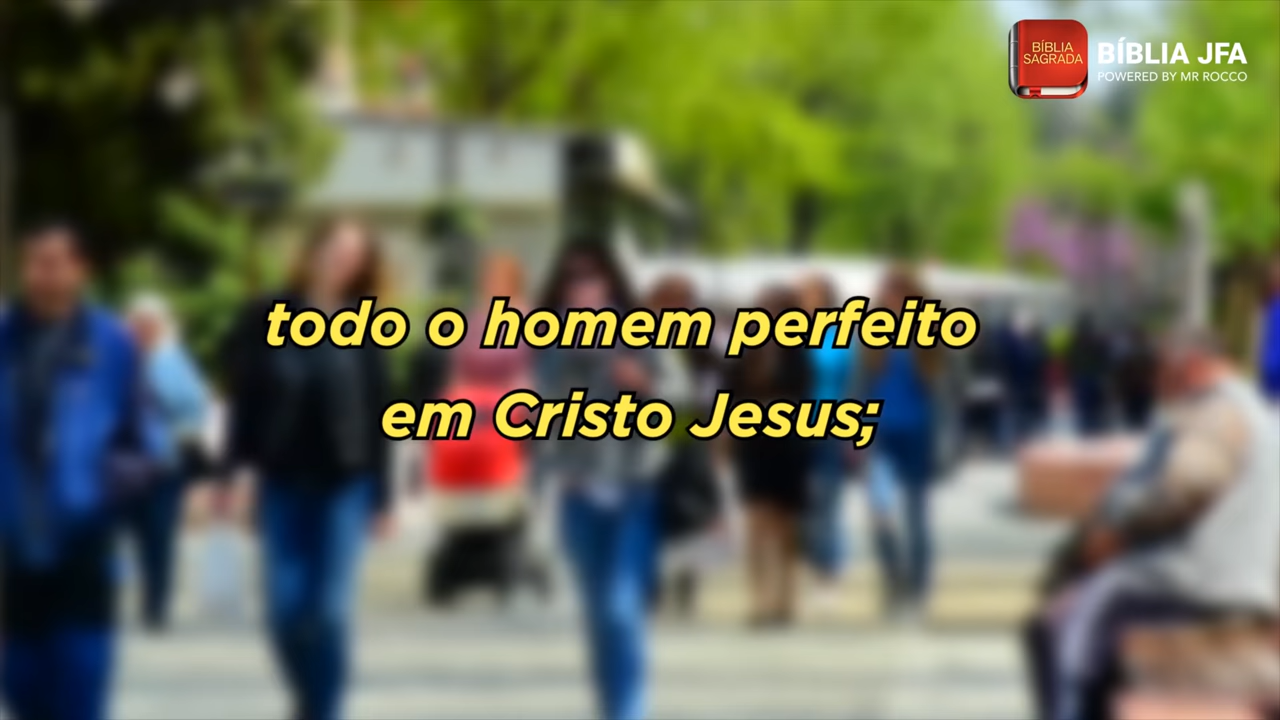 BÍBLIA
SAGRADA
BÍBLIA JFA
POWERED BY MR ROCCO
todo o homem perfeito
em Cristo Jesus;